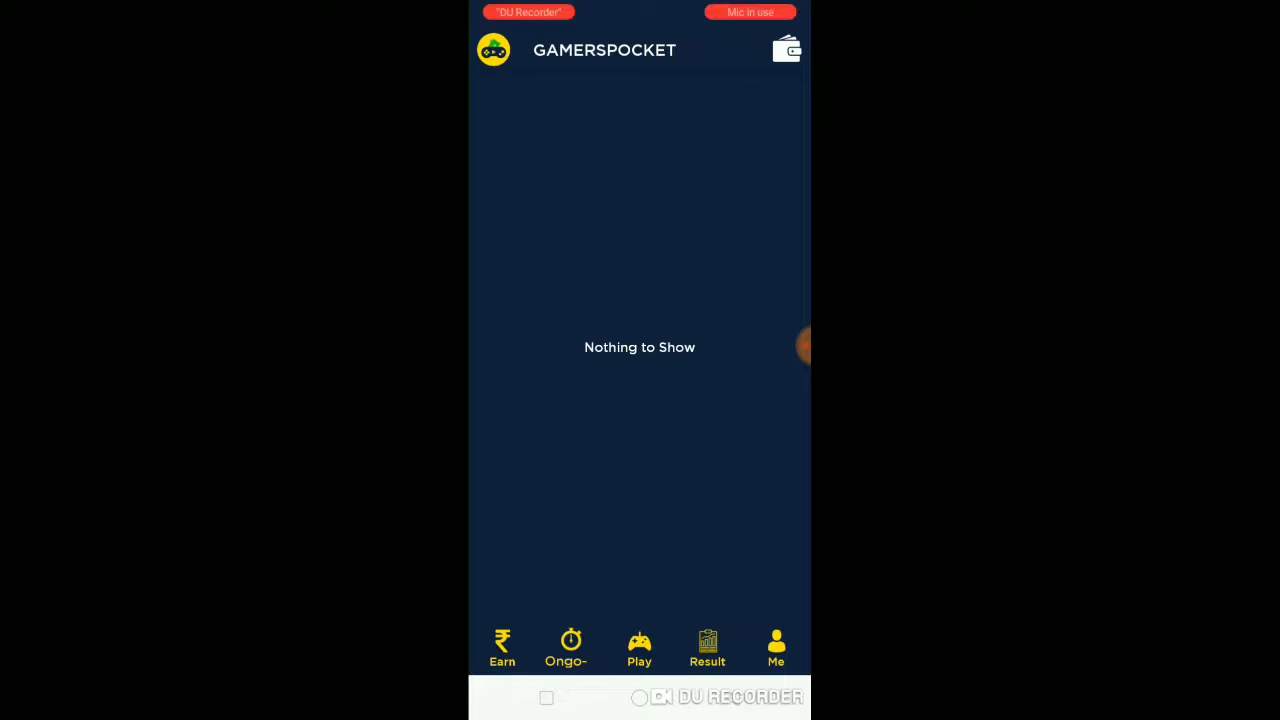 "DU Recorder" Mic in use
GAMERSPOCKET
Nothing to Show
Earn Ongo- Play Result Me
DU RECORDER